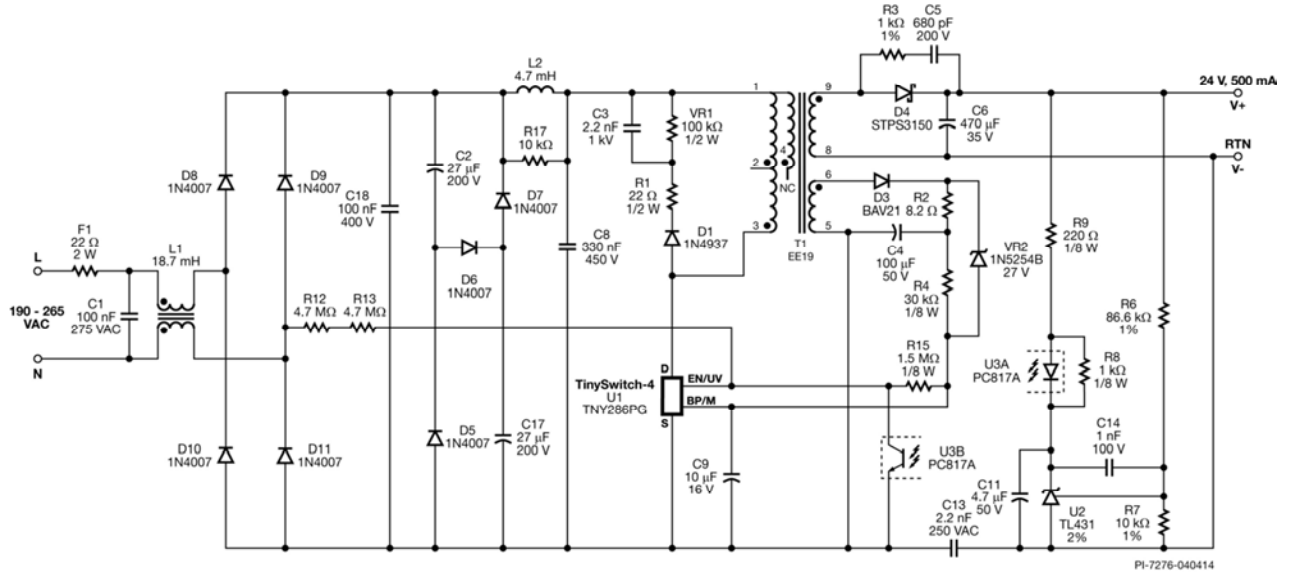 R3
1 kΩ
1%
C5
680 pF
200 V
L2
4.7 mH
1
9
24 V, 500 mA
V+
D4
STPS3150
C6
470 µF
35 V
C3
2.2 nF
1 kV
VR1
100 kΩ
1/2 W
R17
10 kΩ
C2
27 µF
200 V
4
2
NC
8
RTN
V-
D8
1N4007
D9
1N4007
C18
100 nF
400 V
D7
1N4007
R1
22 Ω
1/2 W
6
D3
BAV21
R2
8.2 Ω
3
5
D1
1N4937
T1
EE19
C4
100 µF
50 V
VR2
1N5254B
27 V
R9
220 Ω
1/8 W
F1
22 Ω
2 W
L
L1
18.7 mH
D6
1N4007
C8
330 nF
450 V
R4
30 kΩ
1/8 W
190 - 265
VAC
C1
100 nF
275 VAC
R12
4.7 MΩ
R13
4.7 MΩ
R6
86.6 kΩ
1%
N
R15
1.5 MΩ
1/8 W
U3A
PC817A
R8
1 kΩ
1/8 W
D
EN/UV
TinySwitch-4
U1
TNY286PG
BP/M
S
D10
1N4007
D11
1N4007
D5
1N4007
C17
27 µF
200 V
C9
10 µF
16 V
U3B
PC817A
C14
1 nF
100 V
C11
4.7 µF
50 V
C13
2.2 nF
250 VAC
U2
TL431
2%
R7
10 kΩ
1%
PI-7276-040414